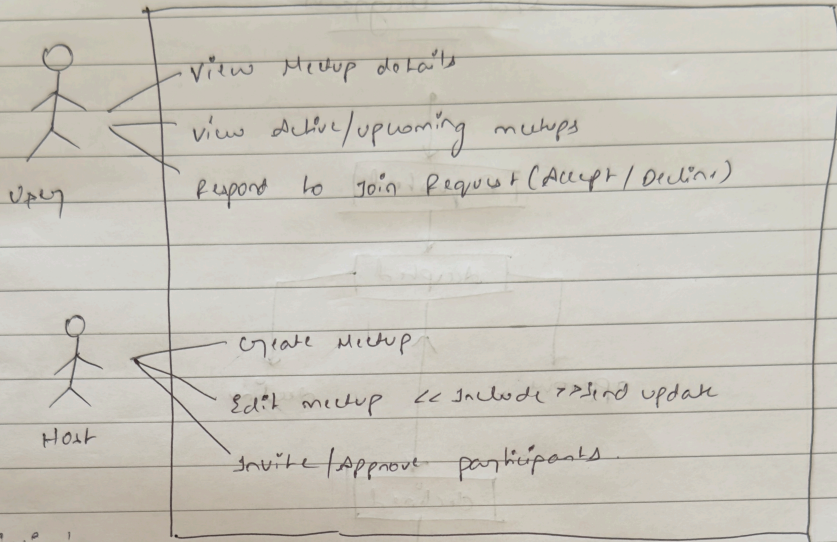 View Meetup details
View Active/upcoming meetups
User
Respond to Join Request (Accept/Decline)
Create Meetup
Edit meetup << Include >> Send update
Host
Invite/Approve participants.